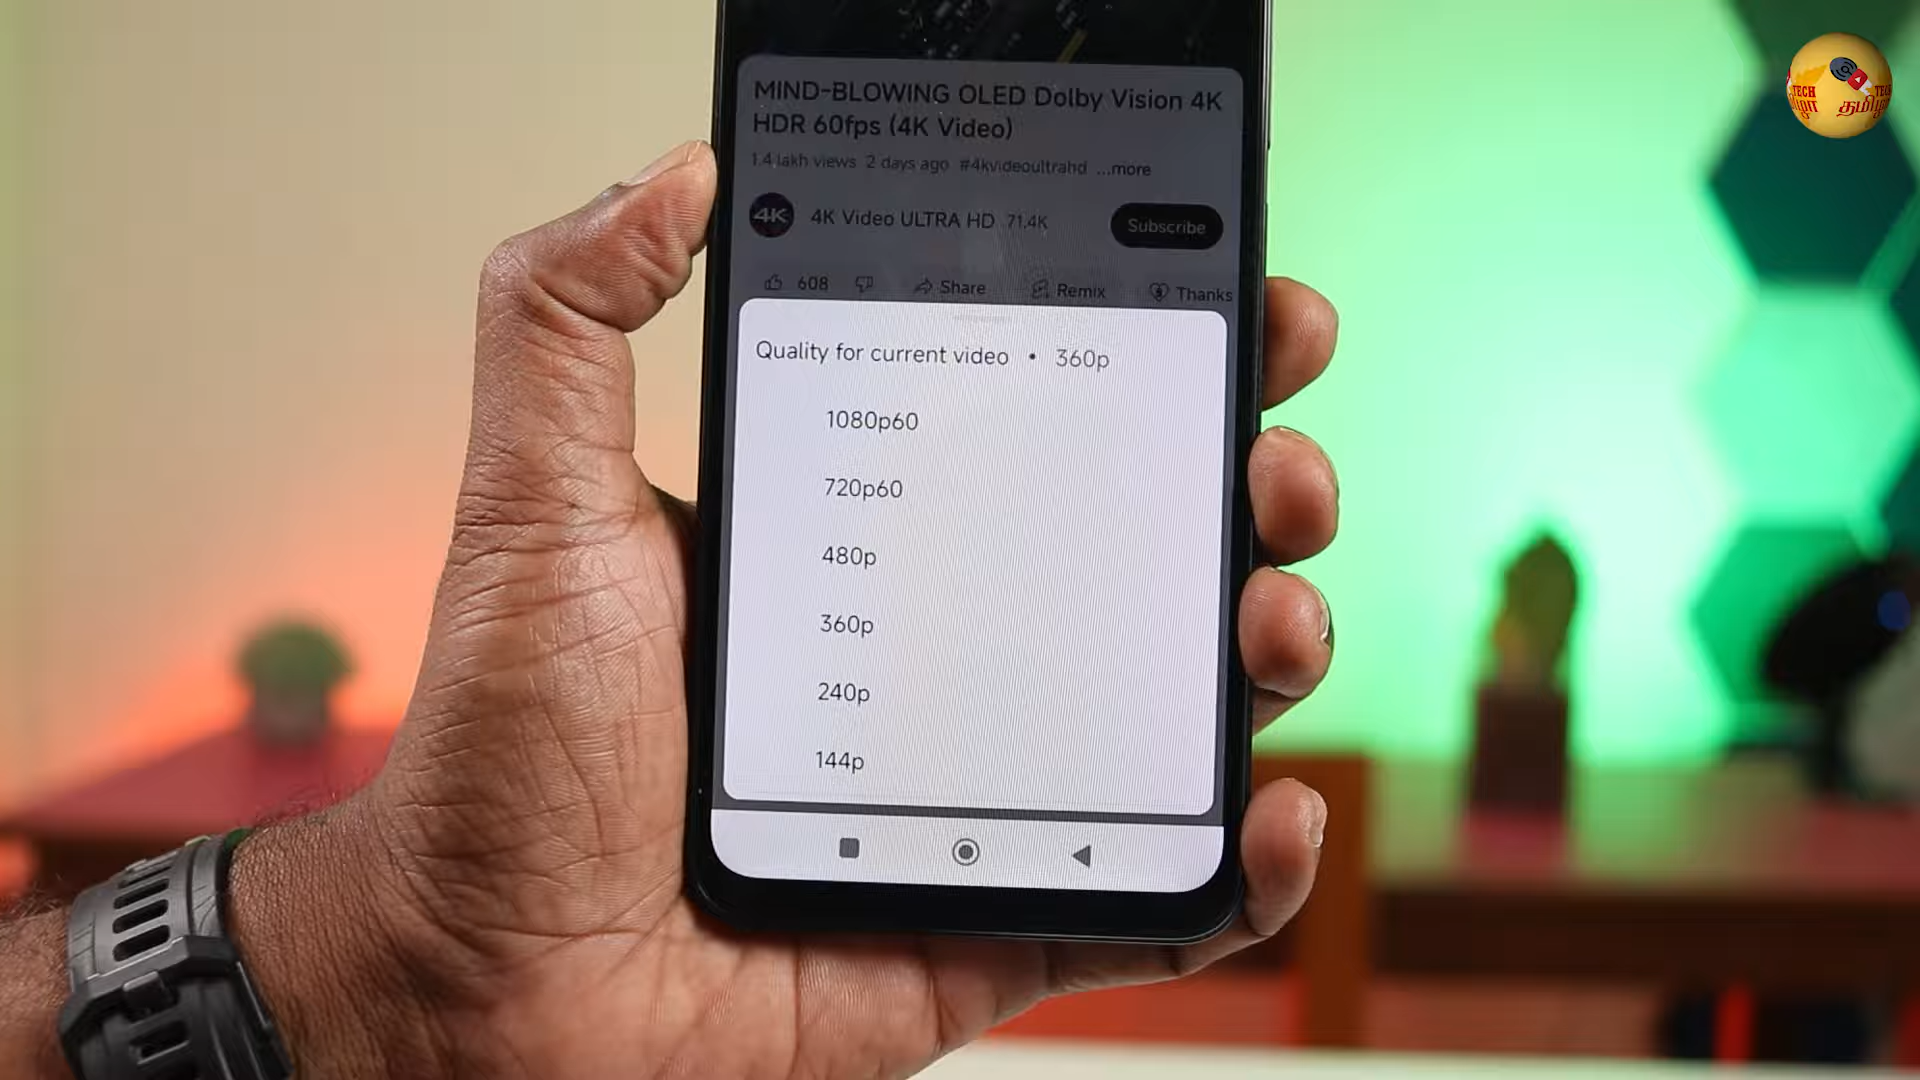 MIND-BLOWING OLED Dolby Vision 4K
HDR 60fps (4K Video)
1.4 lakh views 2 days ago #4kvideoultrahd ...more
4K
4K Video ULTRA HD 71.4K
Subscribe
608
Share
Remix
Thanks
Quality for current video • 360p
1080p60
720p60
480p
360p
240p
144p
TECH